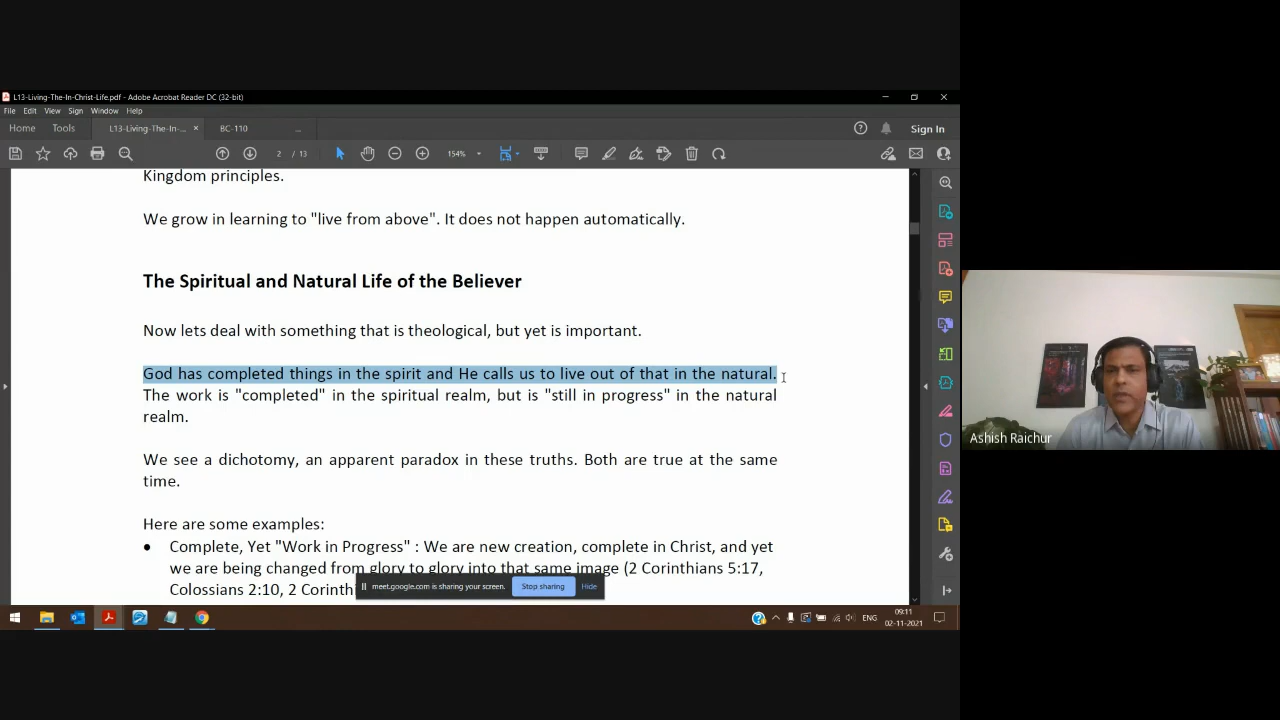 L13-Living-The-In-Christ-Life.pdf - Adobe Acrobat Reader DC (32-bit)
File Edit View Sign Window Help
Home Tools L13-Living-The-In-... × BC-110 ... Sign In
2 / 13 154%
Kingdom principles.
We grow in learning to "live from above". It does not happen automatically.
The Spiritual and Natural Life of the Believer
Now lets deal with something that is theological, but yet is important.
God has completed things in the spirit and He calls us to live out of that in the natural.
The work is "completed" in the spiritual realm, but is "still in progress" in the natural
realm.
We see a dichotomy, an apparent paradox in these truths. Both are true at the same
time.
Here are some examples:
• Complete, Yet "Work in Progress" : We are new creation, complete in Christ, and yet
we are being changed from glory to glory into that same image (2 Corinthians 5:17,
Colossians 2:10, 2 Corinth
meet.google.com is sharing your screen. Stop sharing Hide
ENG 09:11
02-11-2021
Ashish Raichur